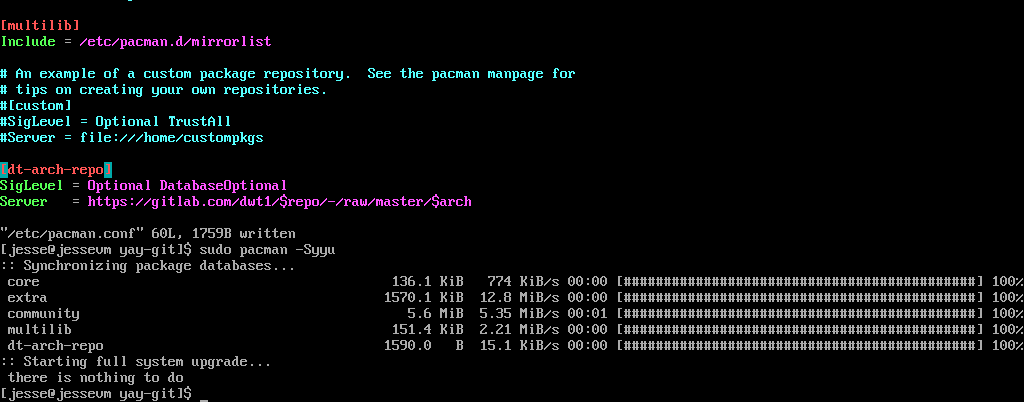 [multilib]
Include = /etc/pacman.d/mirrorlist
# An example of a custom package repository.  See the pacman manpage for
# tips on creating your own repositories.
#[custom]
#SigLevel = Optional TrustAll
#Server = file:///home/custompkgs
[dt-arch-repo]
SigLevel = Optional DatabaseOptional
Server   = https://gitlab.com/dwt1/$repo/-/raw/master/$arch
"/etc/pacman.conf" 60L, 1759B written
[jesse@jessevm yay-git]$ sudo pacman -Syyu
:: Synchronizing package databases...
 core 136.1 KiB 774 KiB/s 00:00 [############################################] 100%
 extra 1570.1 KiB 12.8 MiB/s 00:00 [############################################] 100%
 community 5.6 MiB 5.35 MiB/s 00:01 [############################################] 100%
 multilib 151.4 KiB 2.21 MiB/s 00:00 [############################################] 100%
 dt-arch-repo 1590.0 B 15.1 KiB/s 00:00 [############################################] 100%
:: Starting full system upgrade...
 there is nothing to do
[jesse@jessevm yay-git]$ _